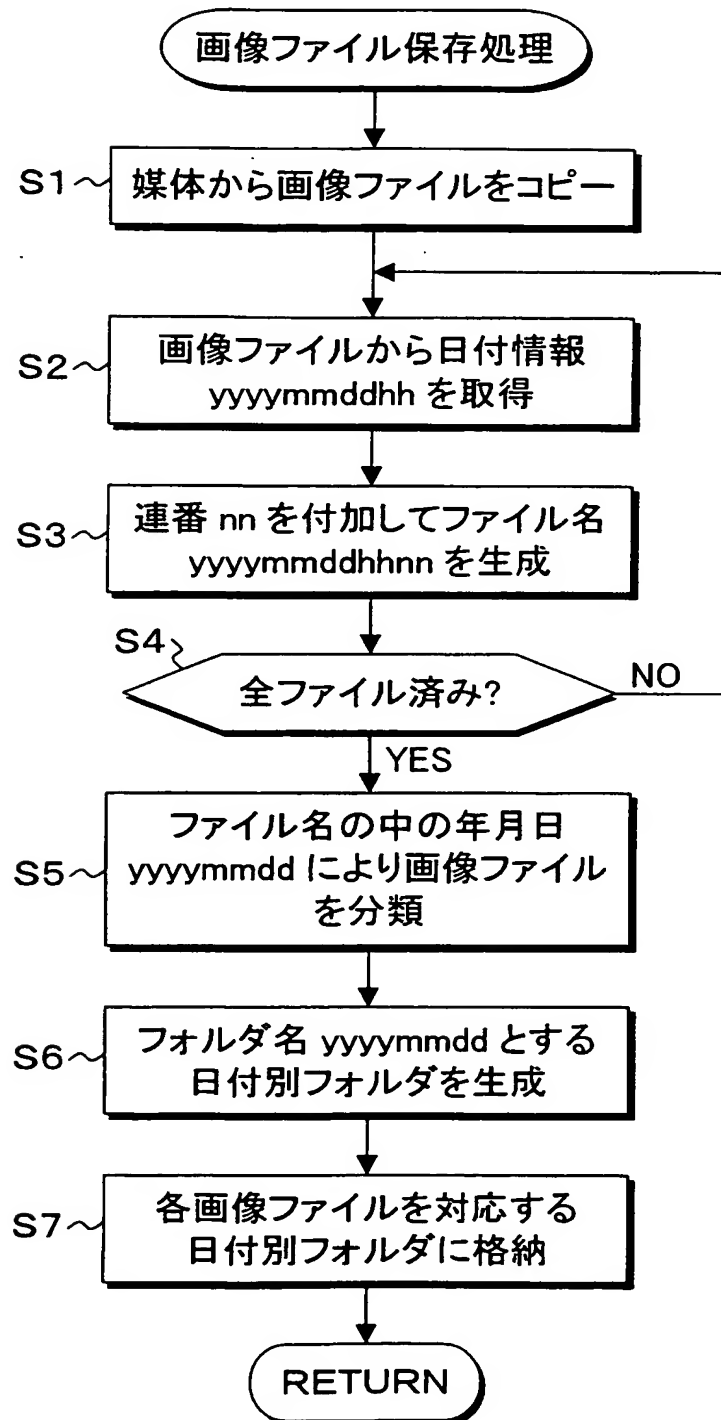 画像ファイル保存処理
S1
媒体から画像ファイルをコピー
S2
画像ファイルから日付情報
yyyymmddhh を取得
S3
連番 nn を付加してファイル名
yyyymmddhhnn を生成
S4
全ファイル済み?
NO
YES
S5
ファイル名の中の年月日
yyyymmdd により画像ファイル
を分類
S6
フォルダ名 yyyymmdd とする
日付別フォルダを生成
S7
各画像ファイルを対応する
日付別フォルダに格納
RETURN